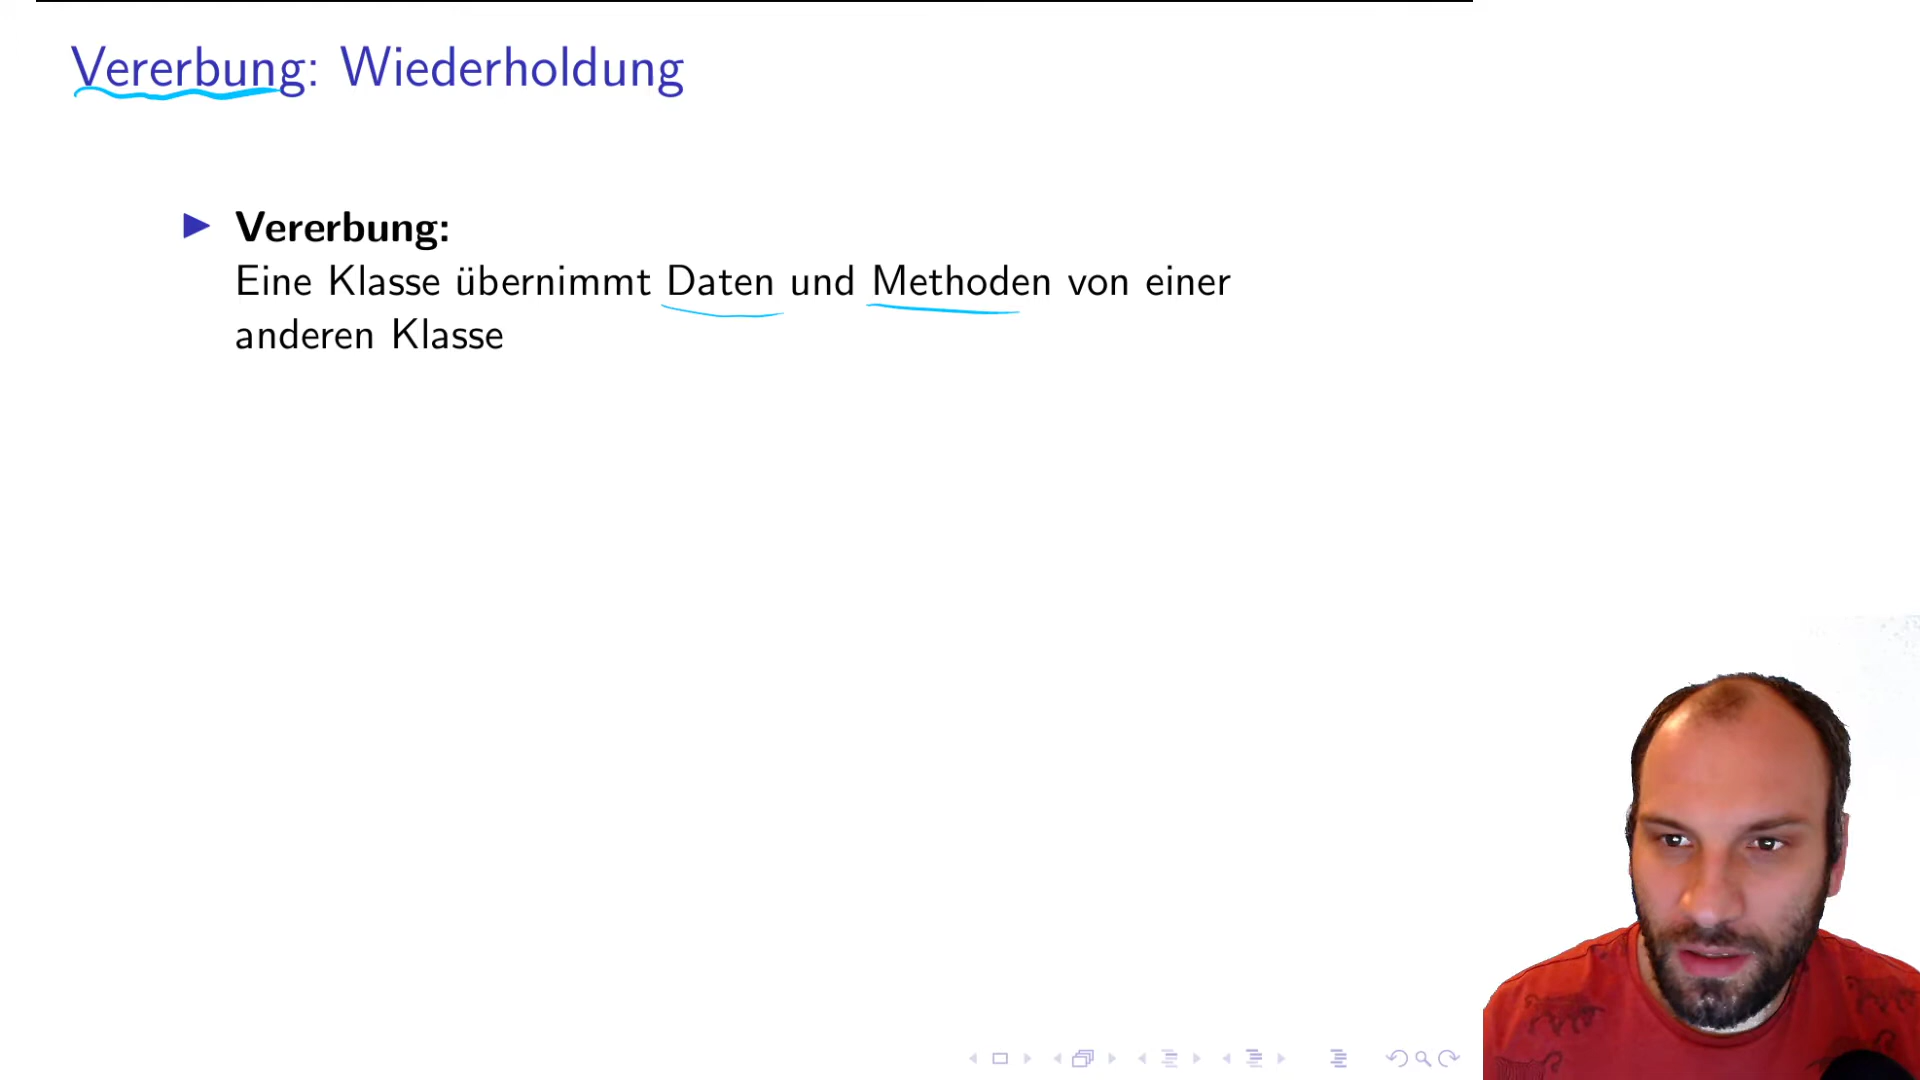 Vererbung: Wiederholdung
Vererbung:
Eine Klasse übernimmt Daten und Methoden von einer
anderen Klasse